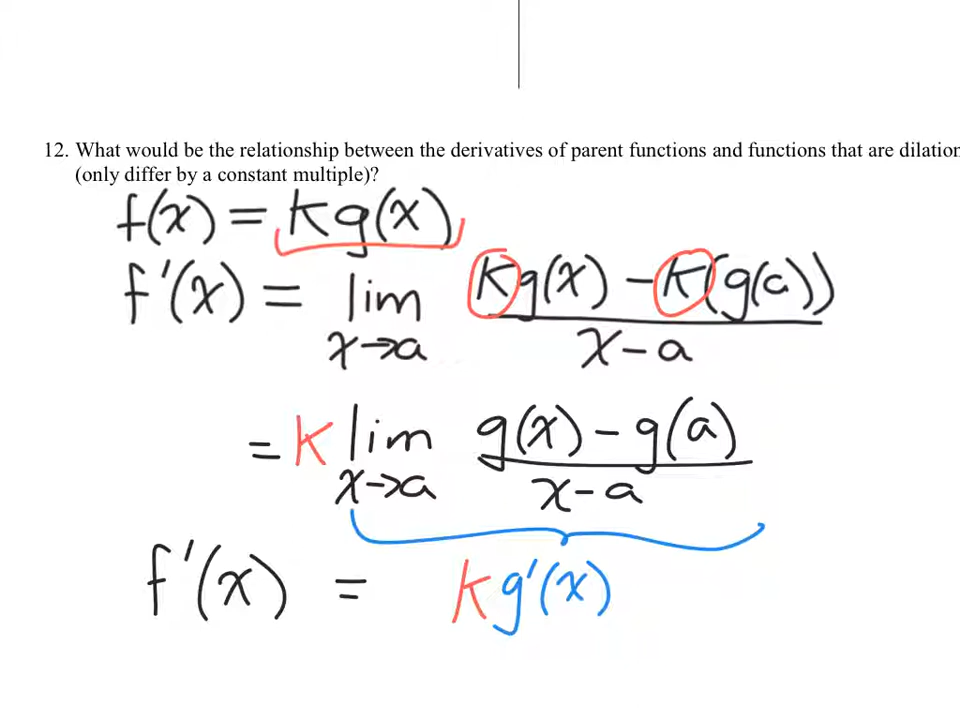 12. What would be the relationship between the derivatives of parent functions and functions that are dilation
(only differ by a constant multiple)?
f(x) = Kg(x)
f'(x) = lim x→a Kg(x) - K(g(a)) / x-a
= K lim x→a g(x) - g(a) / x-a
f'(x) = Kg'(x)